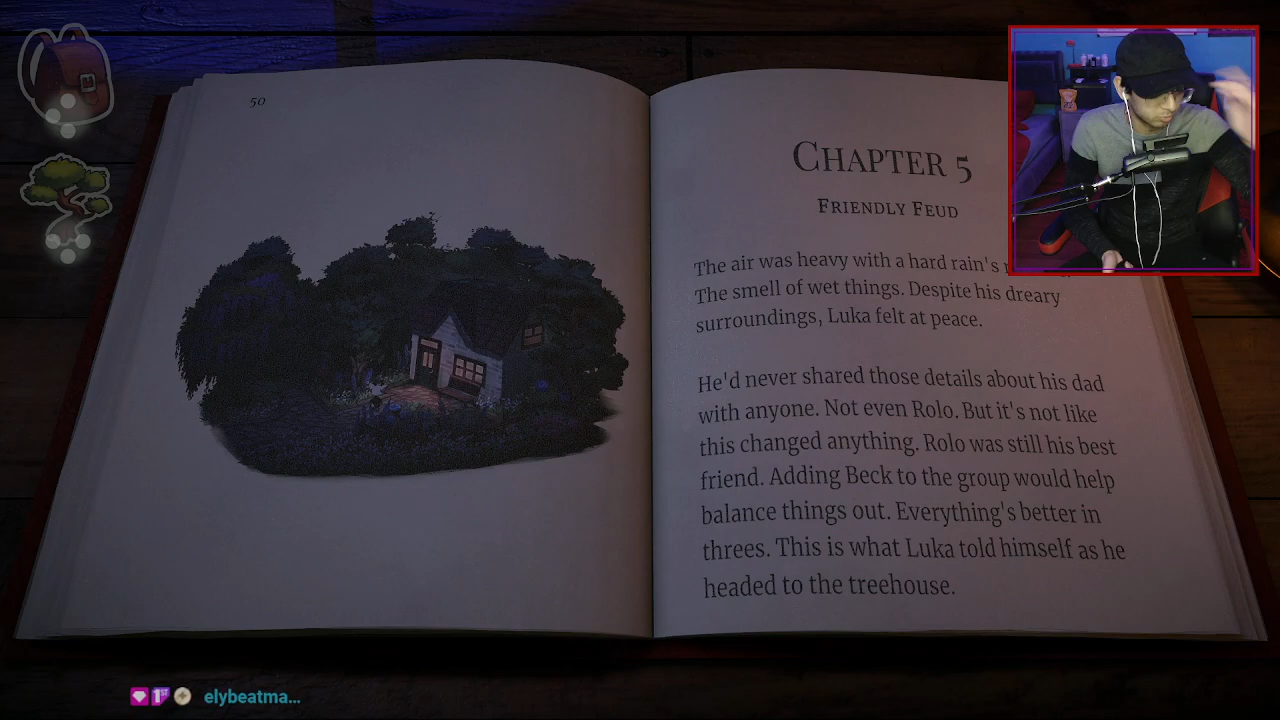 50
Chapter 5
Friendly Feud
The air was heavy with a hard rain's
The smell of wet things. Despite his dreary
surroundings, Luka felt at peace.
He'd never shared those details about his dad
with anyone. Not even Rolo. But it's not like
this changed anything. Rolo was still his best
friend. Adding Beck to the group would help
balance things out. Everything's better in
threes. This is what Luka told himself as he
headed to the treehouse.
1ST elybeatma...